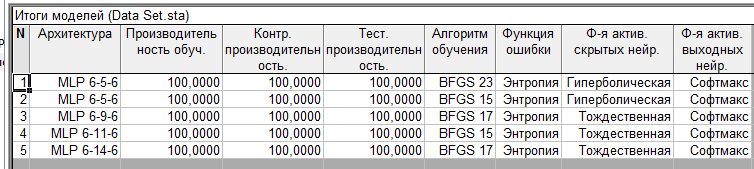 Итоги моделей (Data Set.sta)
N Архитектура Производитель Контр. Тест. Алгоритм Функция Ф-я актив. Ф-я актив.
ность обуч. производительн производительн обучения ошибки скрытых нейр. выходных
ость. ость. нейр.
1 MLP 6-5-6 100,0000 100,0000 100,0000 BFGS 23 Энтропия Гиперболическая Софтмакс
2 MLP 6-5-6 100,0000 100,0000 100,0000 BFGS 15 Энтропия Гиперболическая Софтмакс
3 MLP 6-9-6 100,0000 100,0000 100,0000 BFGS 17 Энтропия Тождественная Софтмакс
4 MLP 6-11-6 100,0000 100,0000 100,0000 BFGS 15 Энтропия Тождественная Софтмакс
5 MLP 6-14-6 100,0000 100,0000 100,0000 BFGS 17 Энтропия Тождественная Софтмакс